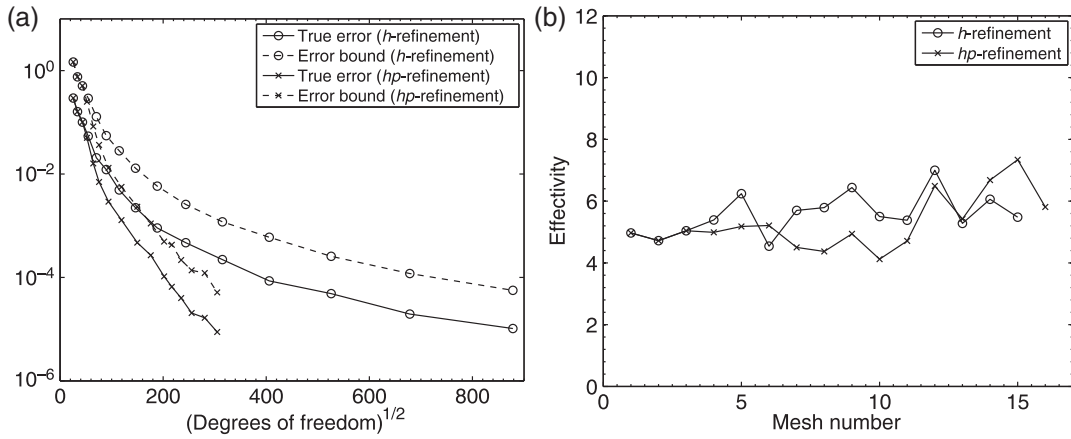 (a)
True error (h-refinement)
Error bound (h-refinement)
True error (hp-refinement)
Error bound (hp-refinement)
10^0
10^-2
10^-4
10^-6
0 200 400 600 800
(Degrees of freedom)^1/2
(b)
h-refinement
hp-refinement
12
10
8
6
4
2
0
Effectivity
0 5 10 15
Mesh number